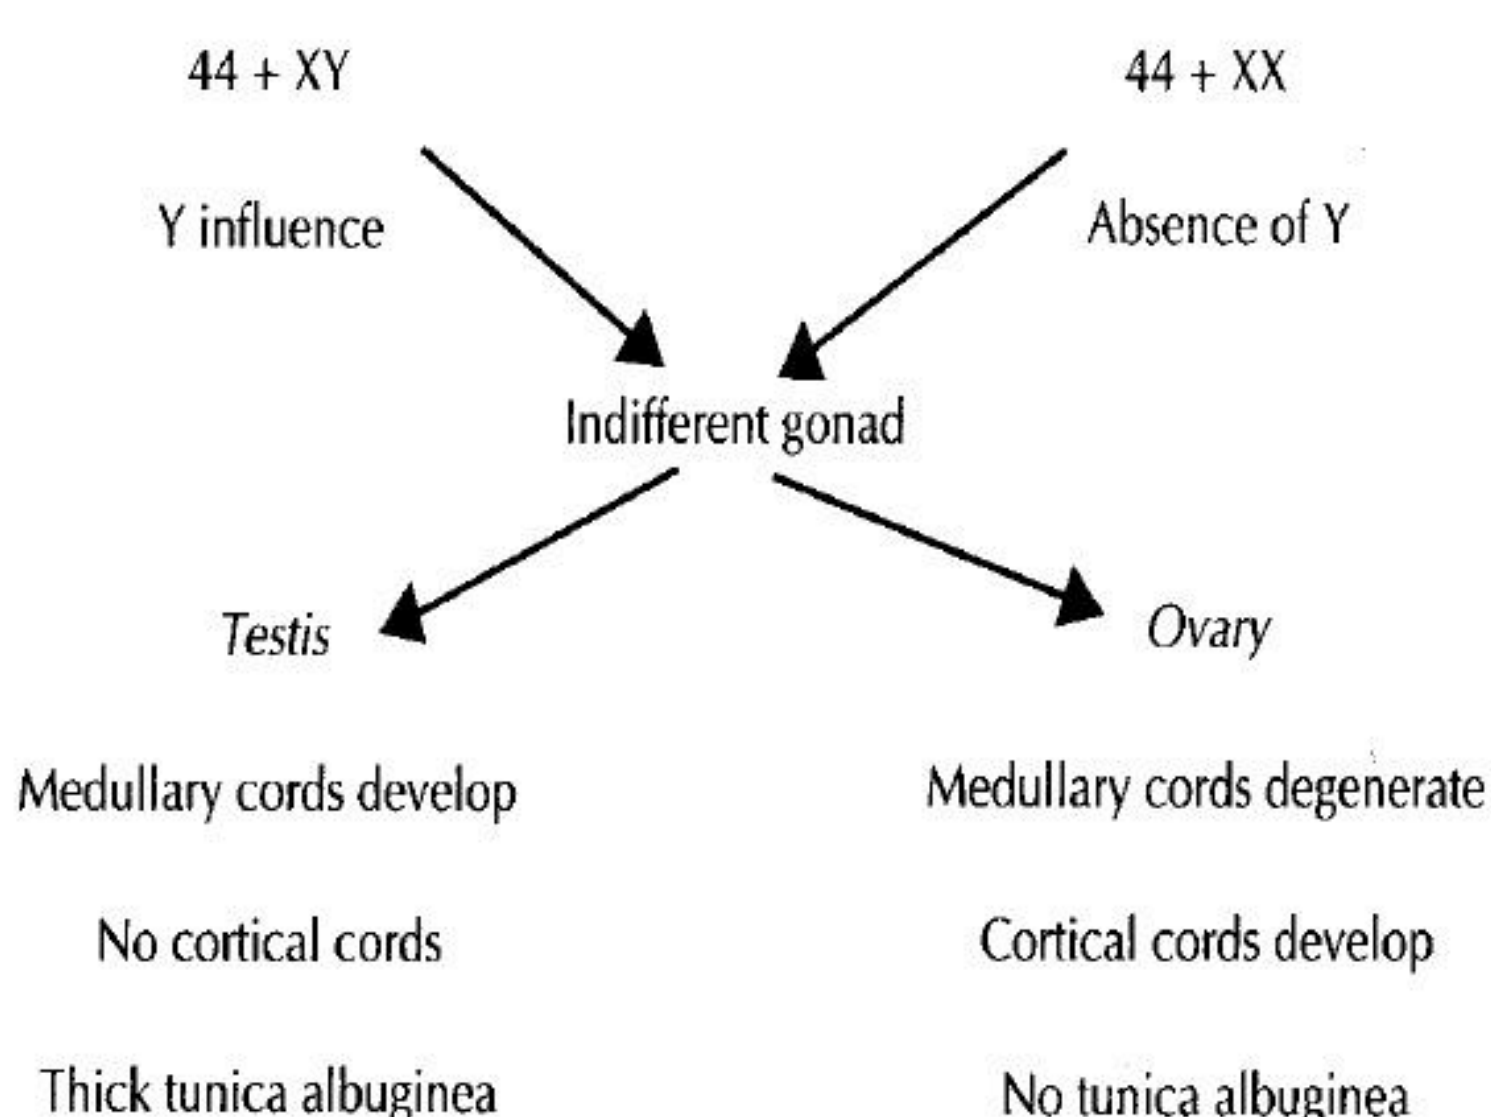 44 + XY
44 + XX
Y influence
Absence of Y
Indifferent gonad
Testis
Ovary
Medullary cords develop
Medullary cords degenerate
No cortical cords
Cortical cords develop
Thick tunica albuginea
No tunica albuginea